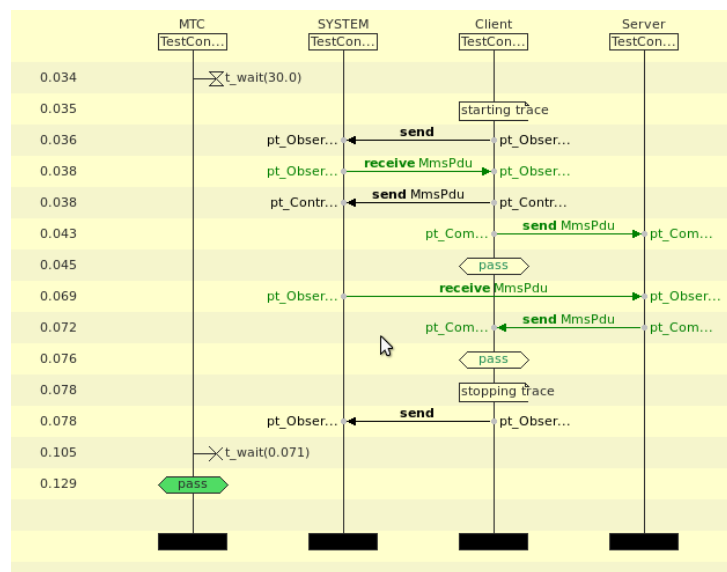 MTC SYSTEM Client Server
TestCon... TestCon... TestCon... TestCon...
0.034 t_wait(30.0)
0.035 starting trace
0.036 pt_Obser... send pt_Obser...
0.038 pt_Obser... receive MmsPdu pt_Obser...
0.038 pt_Contr... send MmsPdu pt_Contr...
0.043 pt_Com... send MmsPdu pt_Com...
0.045 pass
0.069 pt_Obser... receive MmsPdu pt_Obser...
0.072 pt_Com... send MmsPdu pt_Com...
0.076 pass
0.078 stopping trace
0.078 pt_Obser... send pt_Obser...
0.105 t_wait(0.071)
0.129 pass